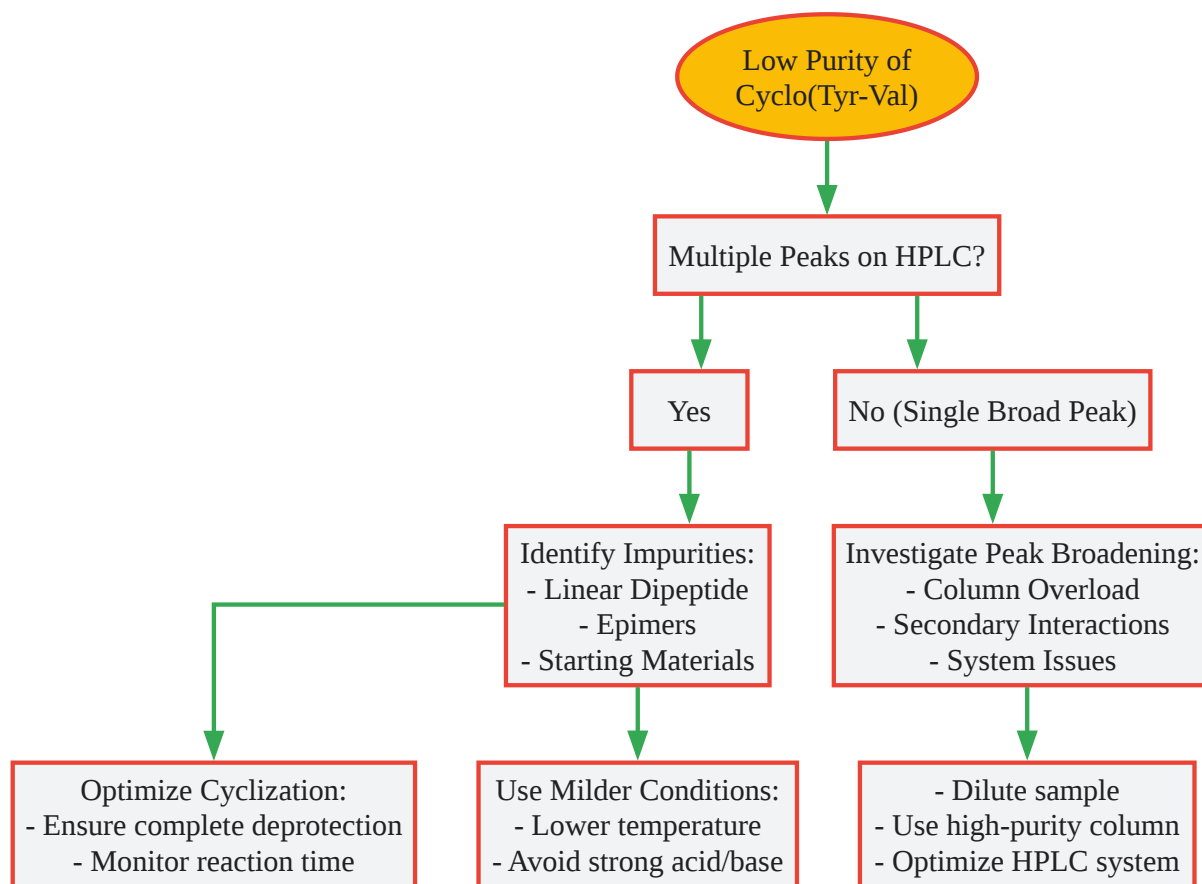 Low Purity of
Cyclo(Tyr-Val)
Multiple Peaks on HPLC?
Yes
No (Single Broad Peak)
Identify Impurities:
- Linear Dipeptide
- Epimers
- Starting Materials
Investigate Peak Broadening:
- Column Overload
- Secondary Interactions
- System Issues
Optimize Cyclization:
- Ensure complete deprotection
- Monitor reaction time
Use Milder Conditions:
- Lower temperature
- Avoid strong acid/base
- Dilute sample
- Use high-purity column
- Optimize HPLC system